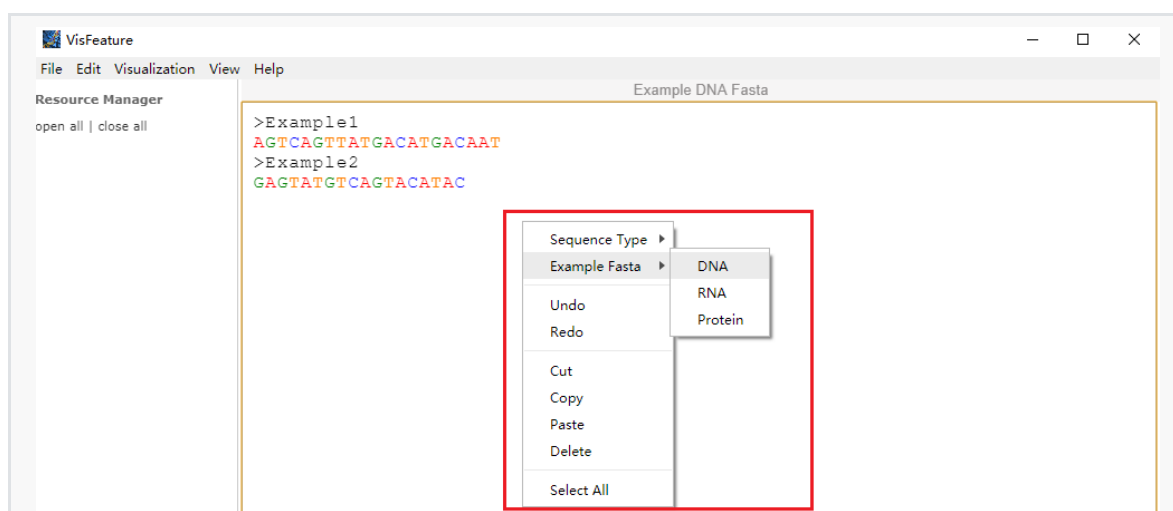 VisFeature
File Edit Visualization View Help
Resource Manager
open all | close all
Example DNA Fasta
>Example1
AGTCAGTTATGACATGACAAT
>Example2
GAGTATGTCAGTACATAC
Sequence Type
Example Fasta
DNA
RNA
Protein
Undo
Redo
Cut
Copy
Paste
Delete
Select All